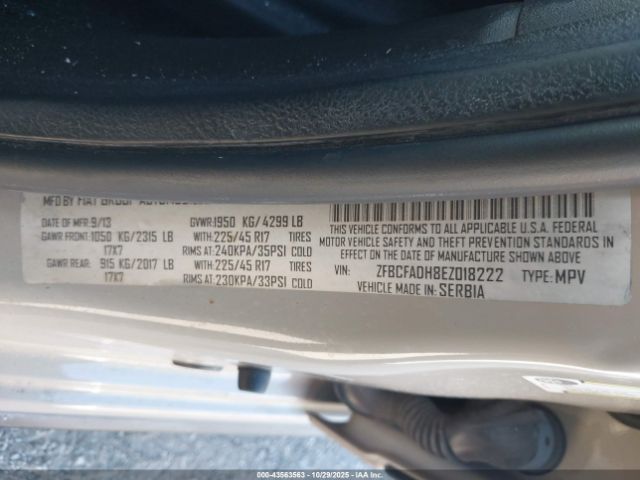 MFD BY FIAT GROUP AUTOMOBI
DATE OF MFR 9/13 GVWR:1950 KG/4299 LB
GAWR FRONT:1050 KG/2315 LB WITH:225/45 R17 TIRES
17X7 RIMS AT:240KPA/35PSI COLD
GAWR REAR: 915 KG/2017 LB WITH:225/45 R17 TIRES
17X7 RIMS AT:230KPA/33PSI COLD
THIS VEHICLE CONFORMS TO ALL APPLICABLE U.S.A. FEDERAL
MOTOR VEHICLE SAFETY, BUMPER, AND THEFT PREVENTION STANDARDS
IN EFFECT ON THE DATE OF MANUFACTURE SHOWN ABOVE
VIN: ZFBCFADH8EZ018222 TYPE: MPV
VEHICLE MADE IN: SERBIA
000-43563563 - 10/29/2025 - IAAI.COM